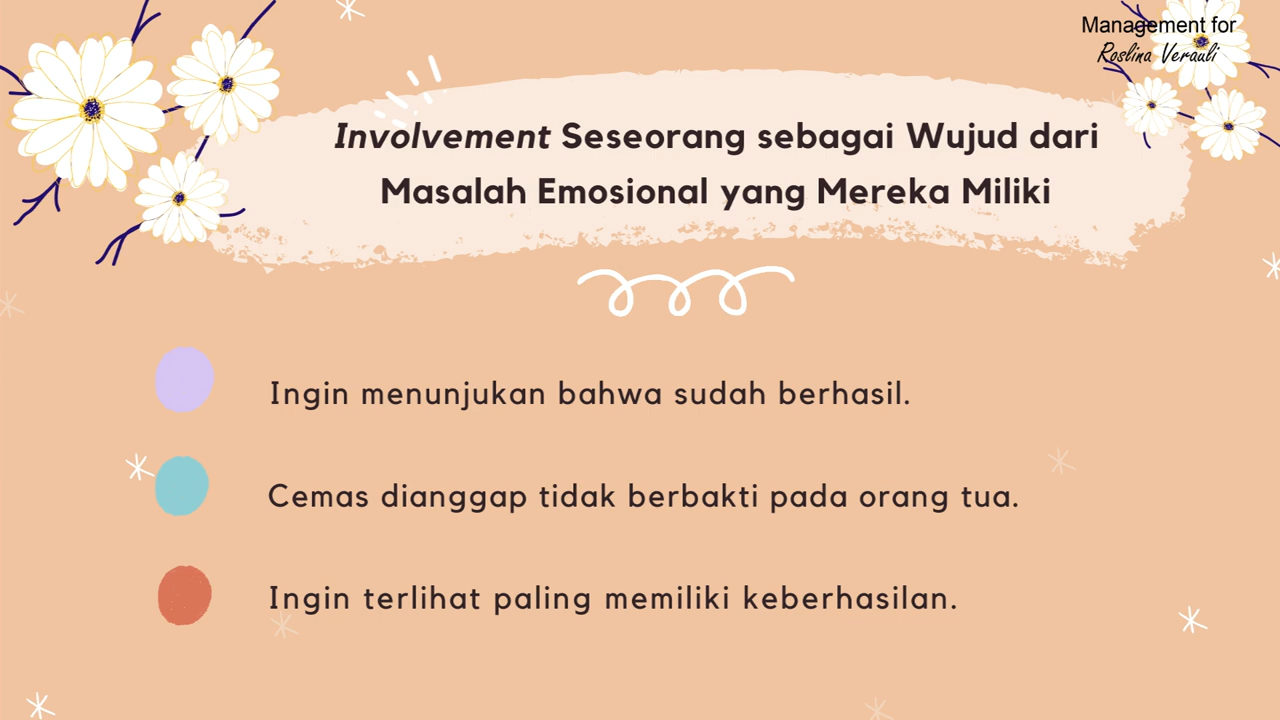 Management for
Roslina Verauli
Involvement Seseorang sebagai Wujud dari
Masalah Emosional yang Mereka Miliki
Ingin menunjukan bahwa sudah berhasil.
Cemas dianggap tidak berbakti pada orang tua.
Ingin terlihat paling memiliki keberhasilan.